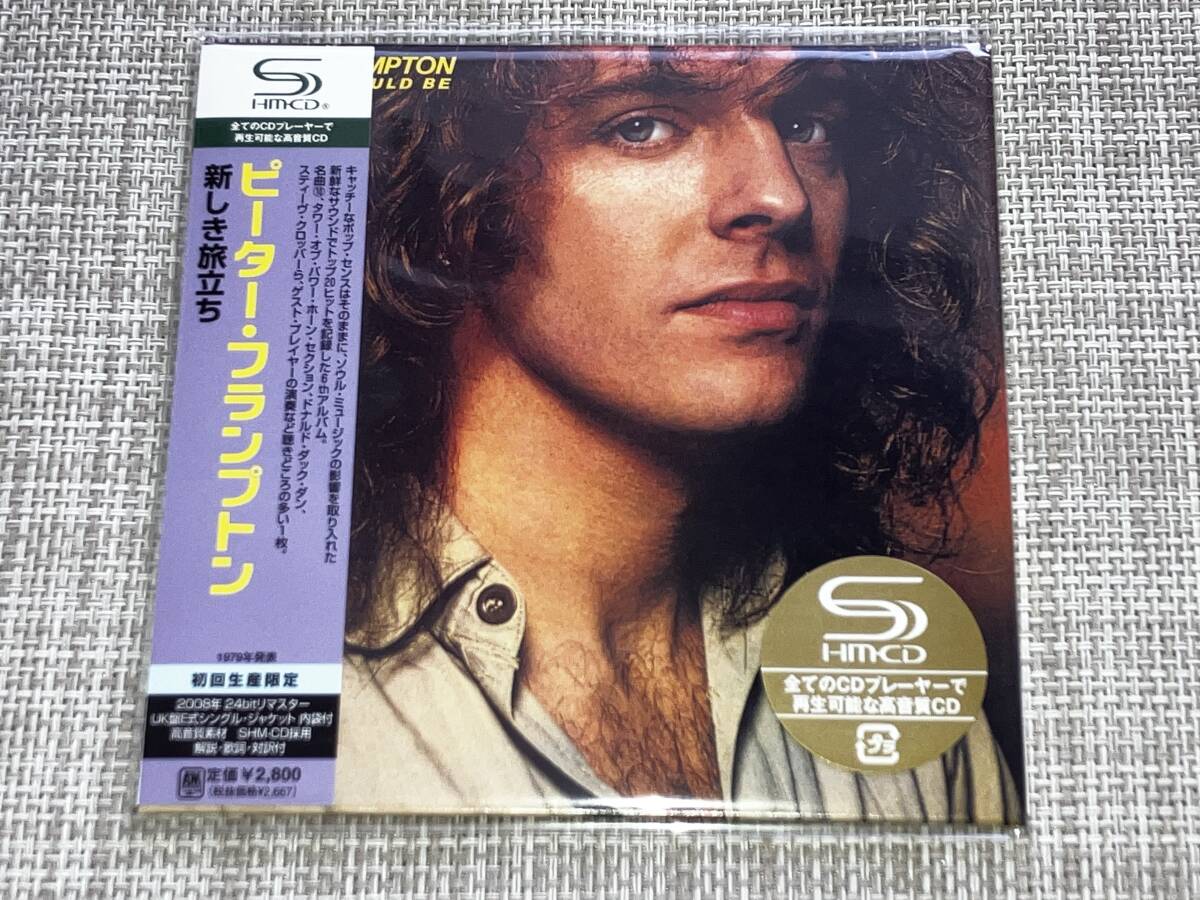 SHM-CD®
全てのCDプレーヤーで
再生可能な高音質CD
MPTON
ULD BE
ピーター・フランプトン
新しき旅立ち
キャッチーなポップ・センスはそのままに、ソウル・ミュージックの影響を取り入れた
新鮮なサウンドでトップ20ヒットを記録した6thアルバム。
名曲⑩、タワー・オブ・パワー・ホーン・セクション、ドナルド・ダック・ダン、
スティーヴ・クロッパーら、ゲスト・プレイヤーの演奏など聴きどころの多い1枚。
1979年発表
初回生産限定
2008年 24bitリマスター
UK盤E式シングル・ジャケット 内袋付
高音質素材 SHM-CD採用
解説・歌詞・対訳付
A&M
定価¥2,800
(税抜価格¥2,667)
SHM-CD
全てのCDプレーヤーで
再生可能な高音質CD
プラ